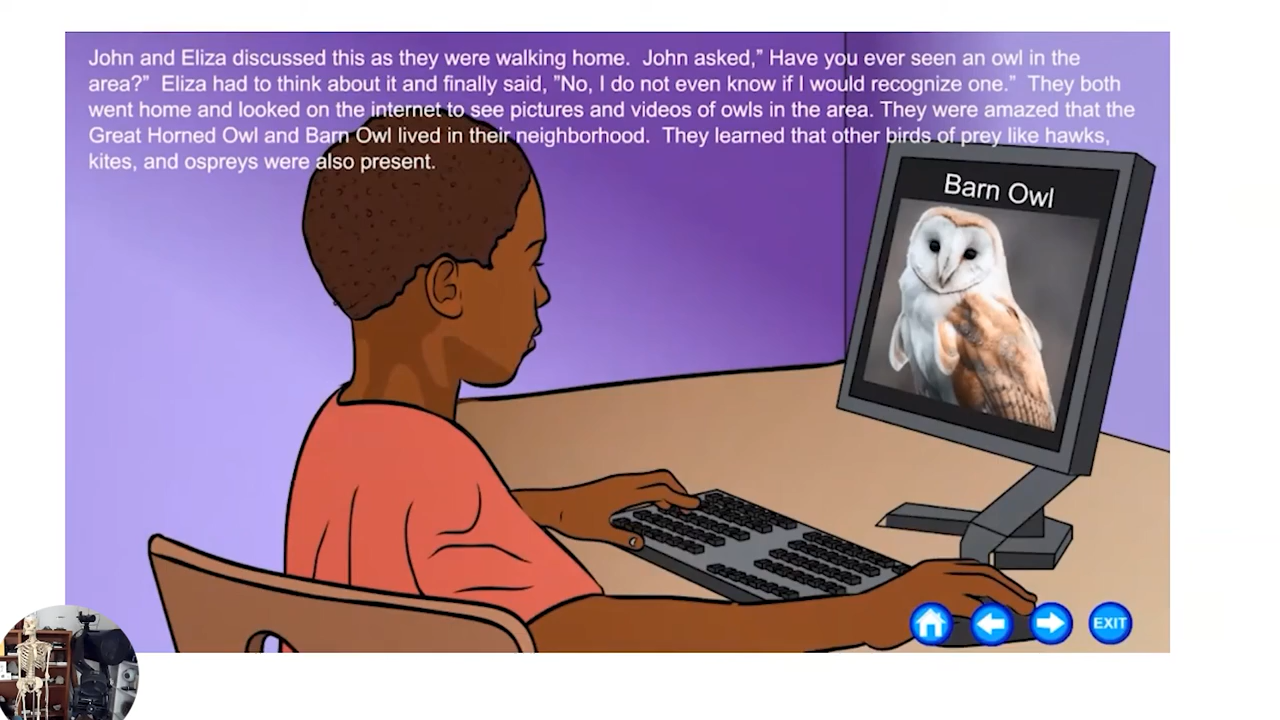 John and Eliza discussed this as they were walking home.  John asked,” Have you ever seen an owl in the
area?”  Eliza had to think about it and finally said, ”No, I do not even know if I would recognize one.”  They both
went home and looked on the internet to see pictures and videos of owls in the area. They were amazed that the
Great Horned Owl and Barn Owl lived in their neighborhood.  They learned that other birds of prey like hawks,
kites, and ospreys were also present.
Barn Owl
EXIT